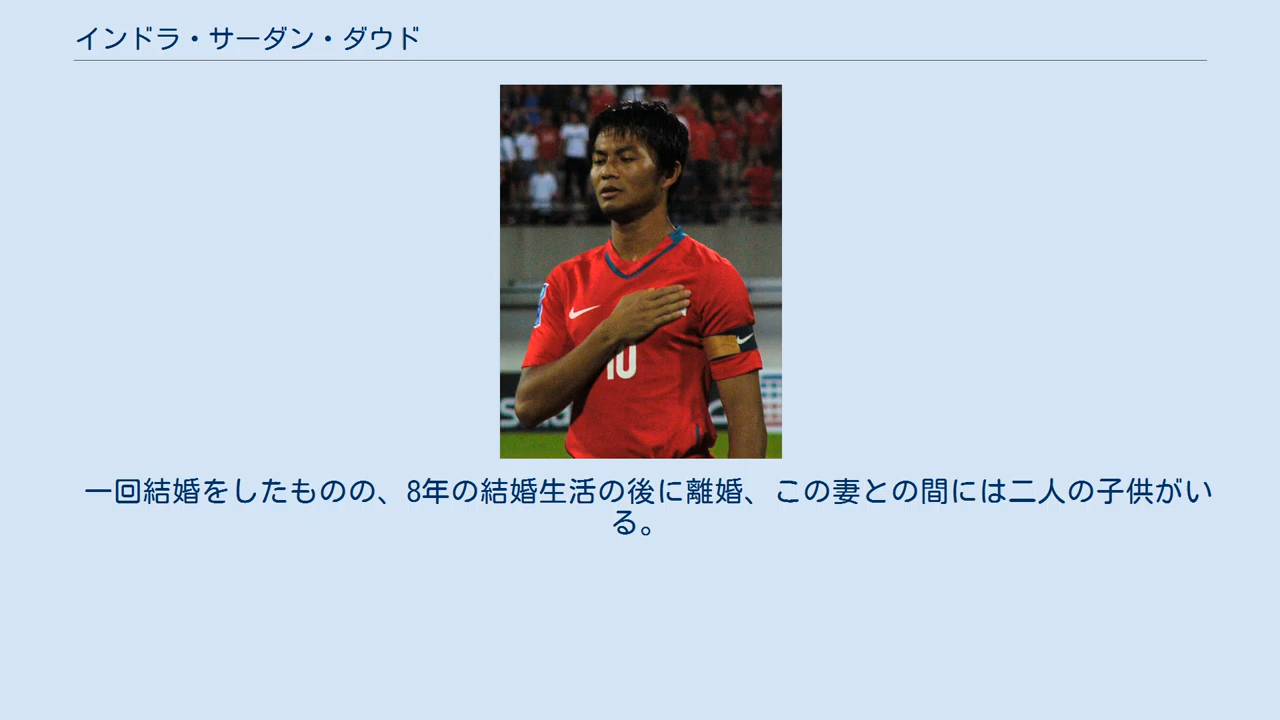 インドラ・サーダン・ダウド
10
一回結婚をしたものの、8年の結婚生活の後に離婚、この妻との間には二人の子供がい
る。